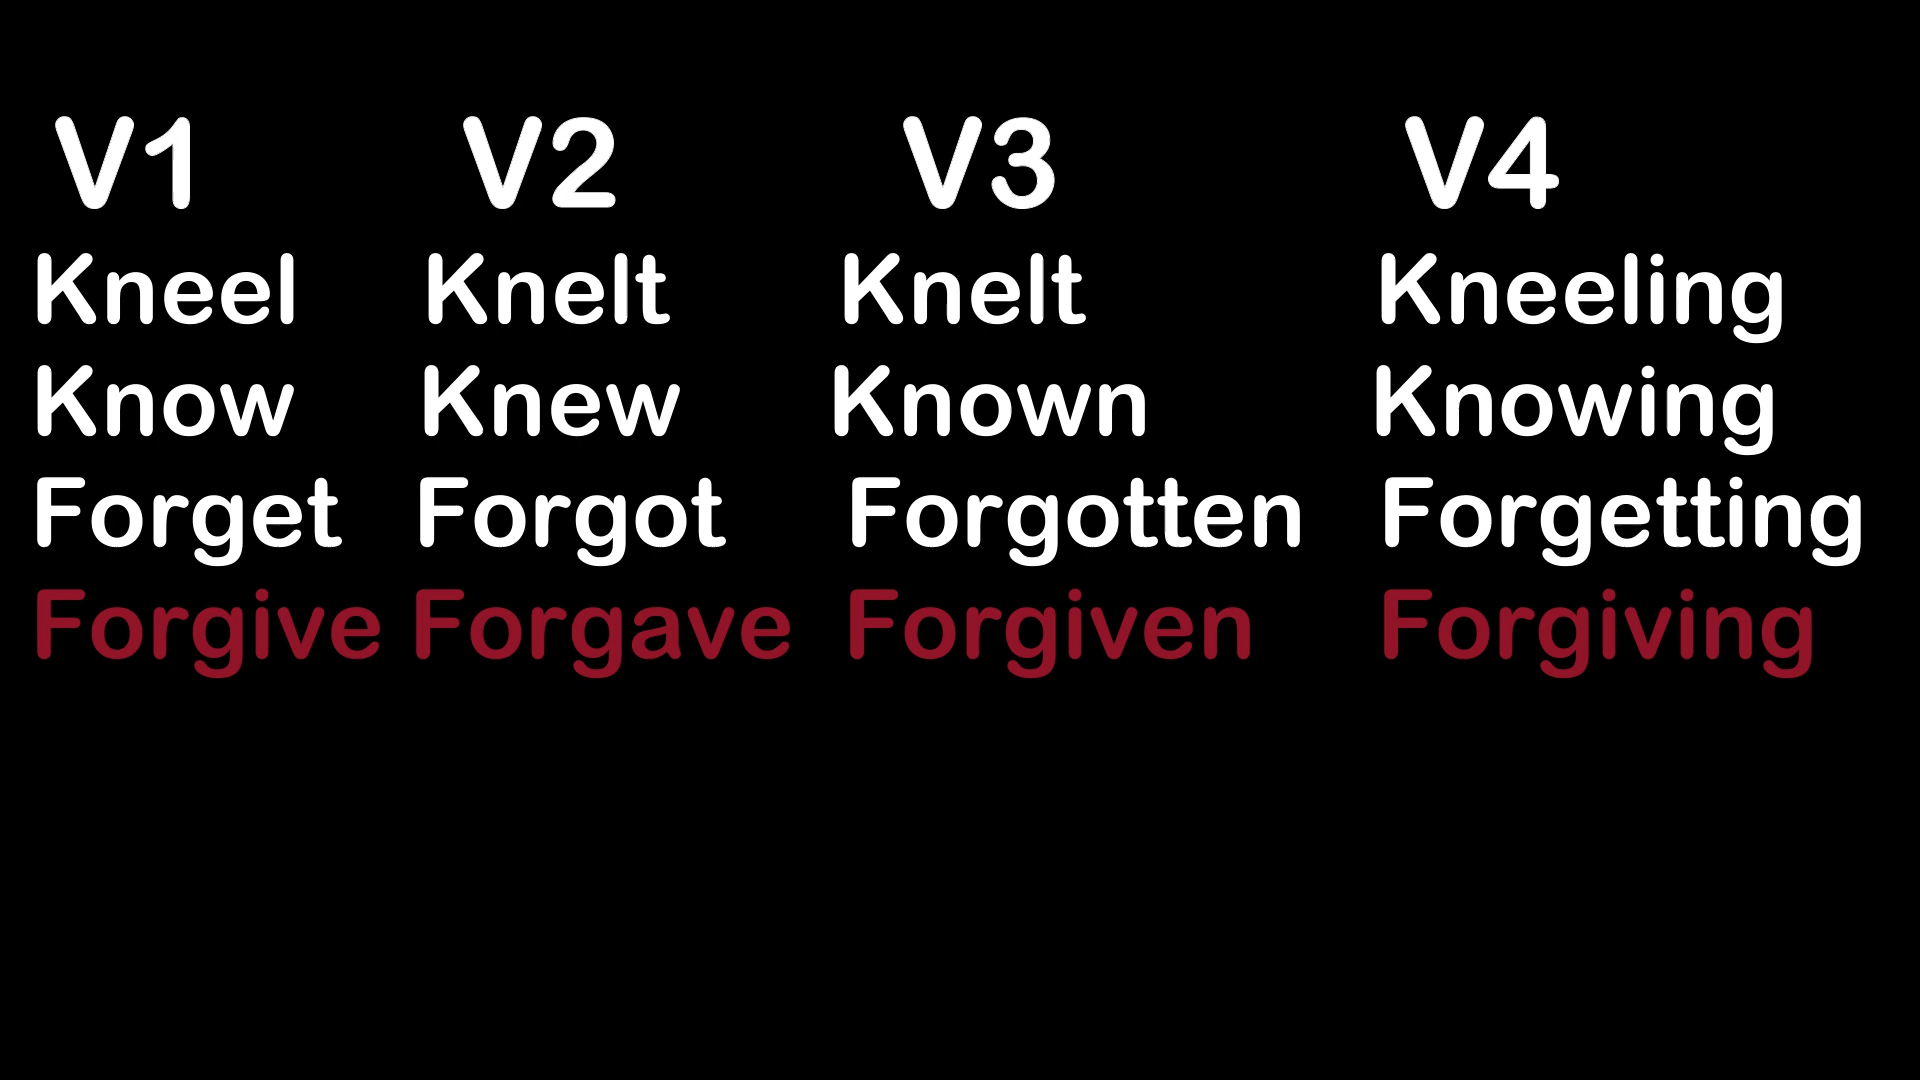 V1 V2 V3 V4
Kneel Knelt Knelt Kneeling
Know Knew Known Knowing
Forget Forgot Forgotten Forgetting
Forgive Forgave Forgiven Forgiving